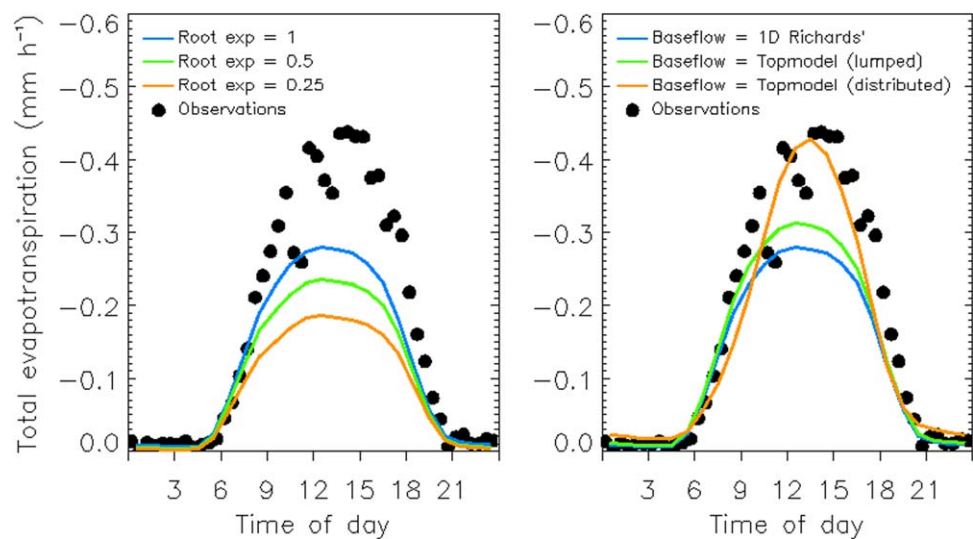 Total evapotranspiration (mm h⁻¹)
−0.6
−0.5
−0.4
−0.3
−0.2
−0.1
0.0
Root exp = 1
Root exp = 0.5
Root exp = 0.25
Observations
3 6 9 12 15 18 21
Time of day
−0.6
−0.5
−0.4
−0.3
−0.2
−0.1
0.0
Baseflow = 1D Richards'
Baseflow = Topmodel (lumped)
Baseflow = Topmodel (distributed)
Observations
3 6 9 12 15 18 21
Time of day